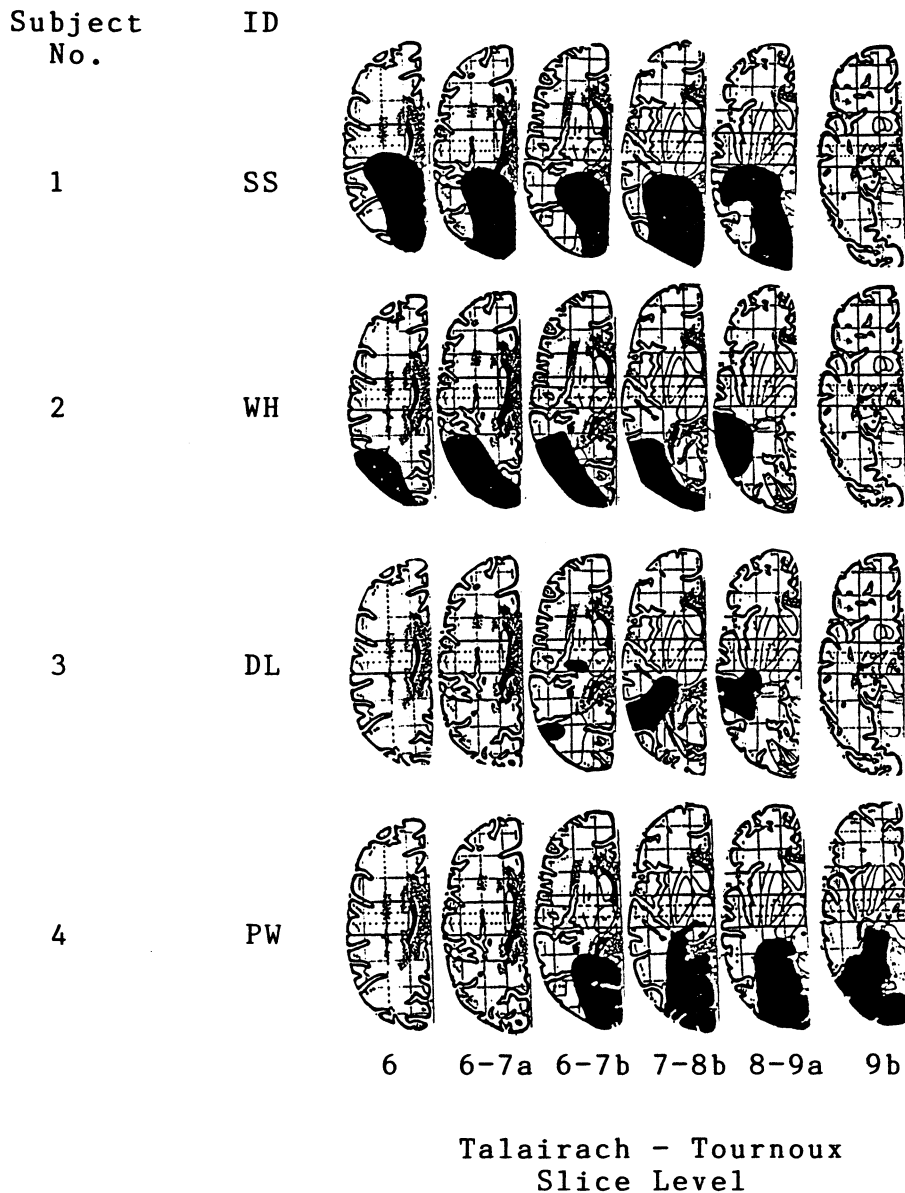 Subject ID
No.
1 SS
2 WH
3 DL
4 PW
6 6-7a 6-7b 7-8b 8-9a 9b
Talairach - Tournoux
Slice Level